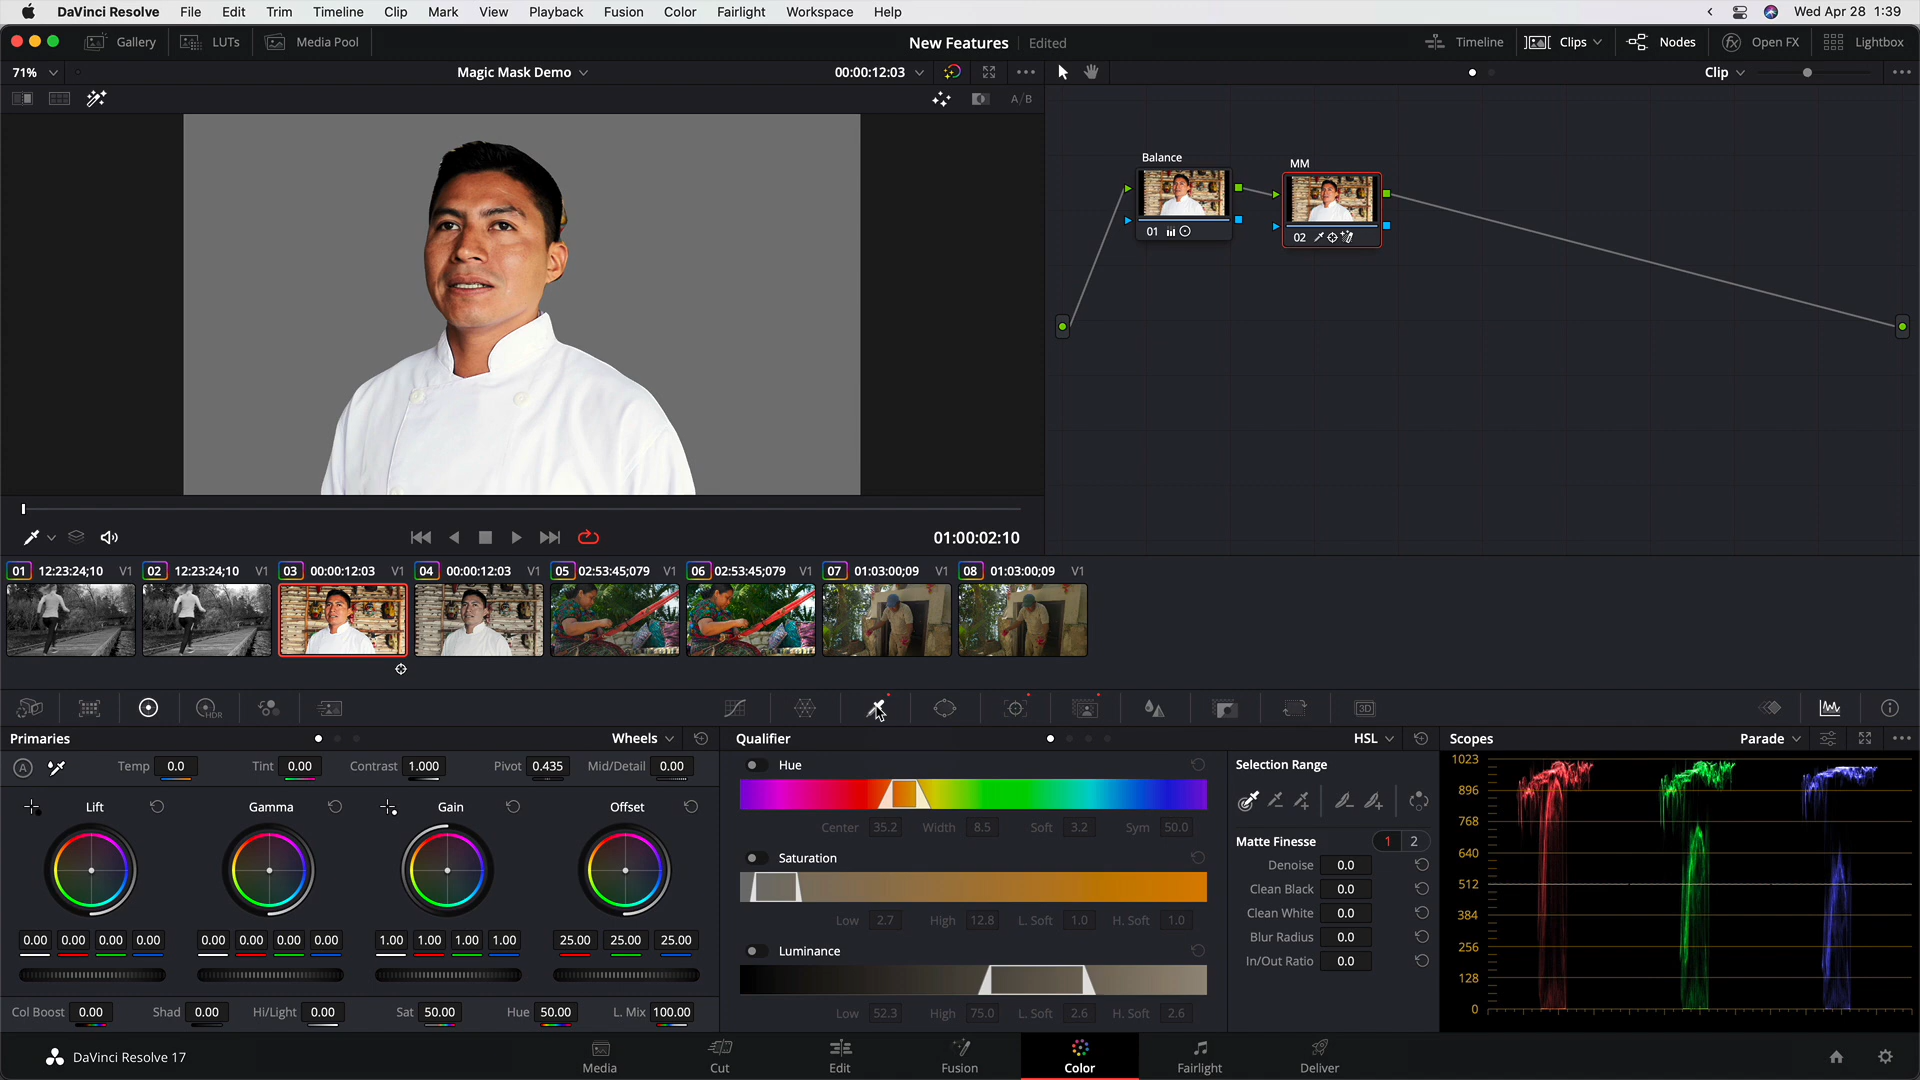 DaVinci Resolve File Edit Trim Timeline Clip Mark View Playback Fusion Color Fairlight Workspace Help Wed Apr 28 1:39
Gallery LUTs Media Pool New Features Edited Timeline Clips Nodes Open FX Lightbox
71% Magic Mask Demo 00:00:12:03 Clip
A/B
Balance MM
01 02
01:00:02:10
01 12:23:24;10 V1 02 12:23:24;10 V1 03 00:00:12:03 V1 04 00:00:12:03 V1 05 02:53:45;079 V1 06 02:53:45;079 V1 07 01:03:00;09 V1 08 01:03:00;09 V1
HDR 3D
Primaries Wheels Qualifier HSL Scopes Parade
A Temp 0.0 Tint 0.00 Contrast 1.000 Pivot 0.435 Mid/Detail 0.00
Lift Gamma Gain Offset
0.00 0.00 0.00 0.00 0.00 0.00 0.00 0.00 1.00 1.00 1.00 1.00 25.00 25.00 25.00
Col Boost 0.00 Shad 0.00 Hi/Light 0.00 Sat 50.00 Hue 50.00 L. Mix 100.00
Hue
Center 35.2 Width 8.5 Soft 3.2 Sym 50.0
Saturation
Low 2.7 High 12.8 L. Soft 1.0 H. Soft 1.0
Luminance
Low 52.3 High 75.0 L. Soft 2.6 H. Soft 2.6
Selection Range
Matte Finesse 1 2
Denoise 0.0
Clean Black 0.0
Clean White 0.0
Blur Radius 0.0
In/Out Ratio 0.0
1023
896
768
640
512
384
256
128
0
DaVinci Resolve 17 Media Cut Edit Fusion Color Fairlight Deliver